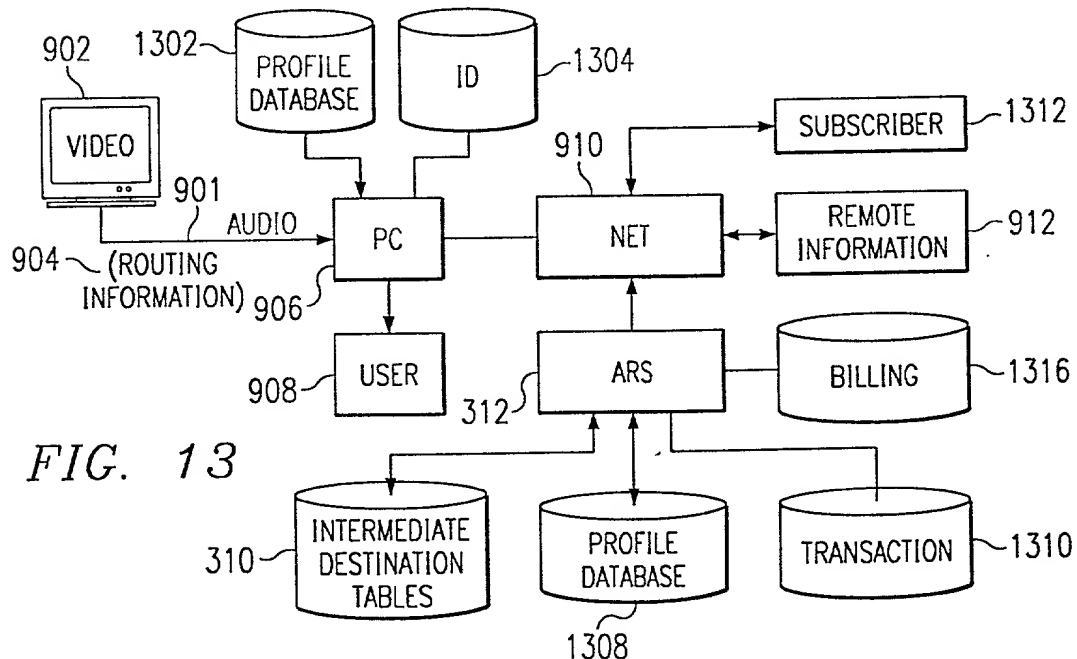 902
1302
PROFILE
DATABASE
ID
1304
VIDEO
910
SUBSCRIBER
1312
901
AUDIO
904
(ROUTING
INFORMATION)
PC
906
NET
REMOTE
INFORMATION
912
USER
908
ARS
312
BILLING
1316
FIG. 13
INTERMEDIATE
DESTINATION
TABLES
310
PROFILE
DATABASE
1308
TRANSACTION
1310